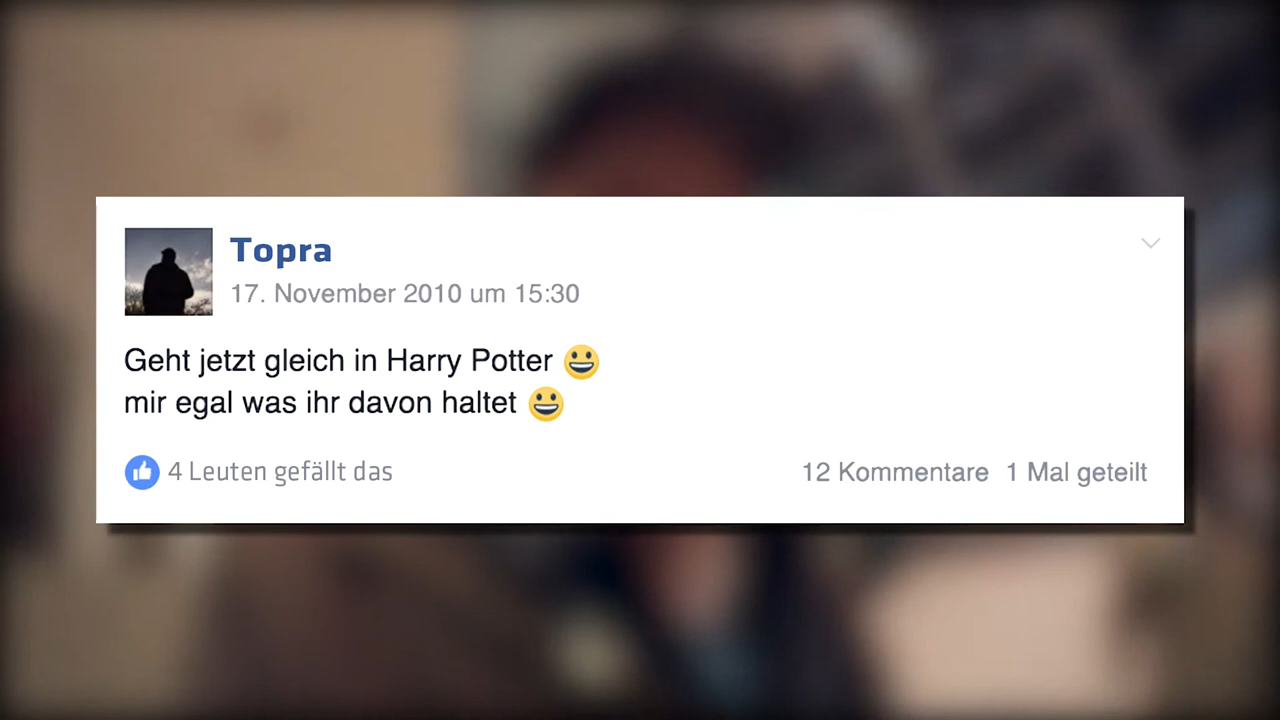 Topra
17. November 2010 um 15:30
Geht jetzt gleich in Harry Potter 😀
mir egal was ihr davon haltet 😀
4 Leuten gefällt das
12 Kommentare 1 Mal geteilt